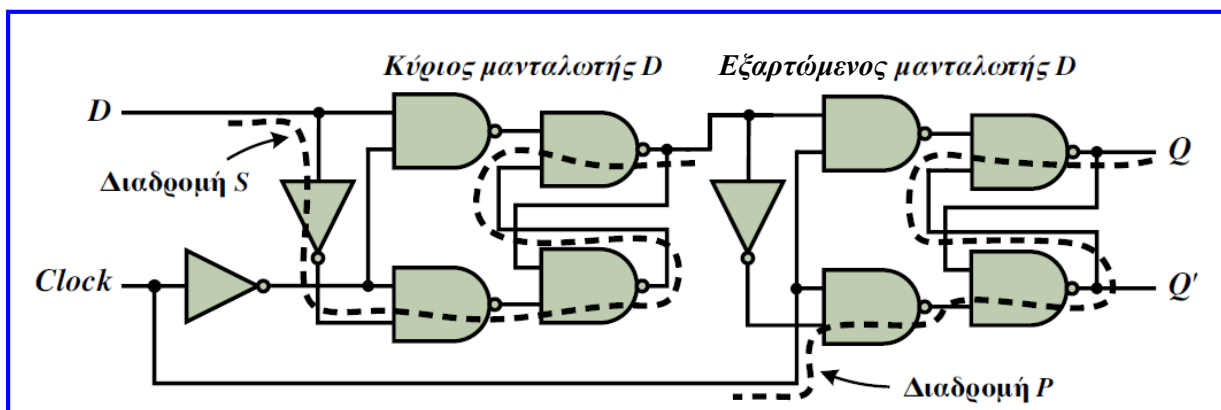 Κύριος μανταλωτής D
Εξαρτώμενος μανταλωτής D
D
Q
Διαδρομή S
Clock
Q'
Διαδρομή P